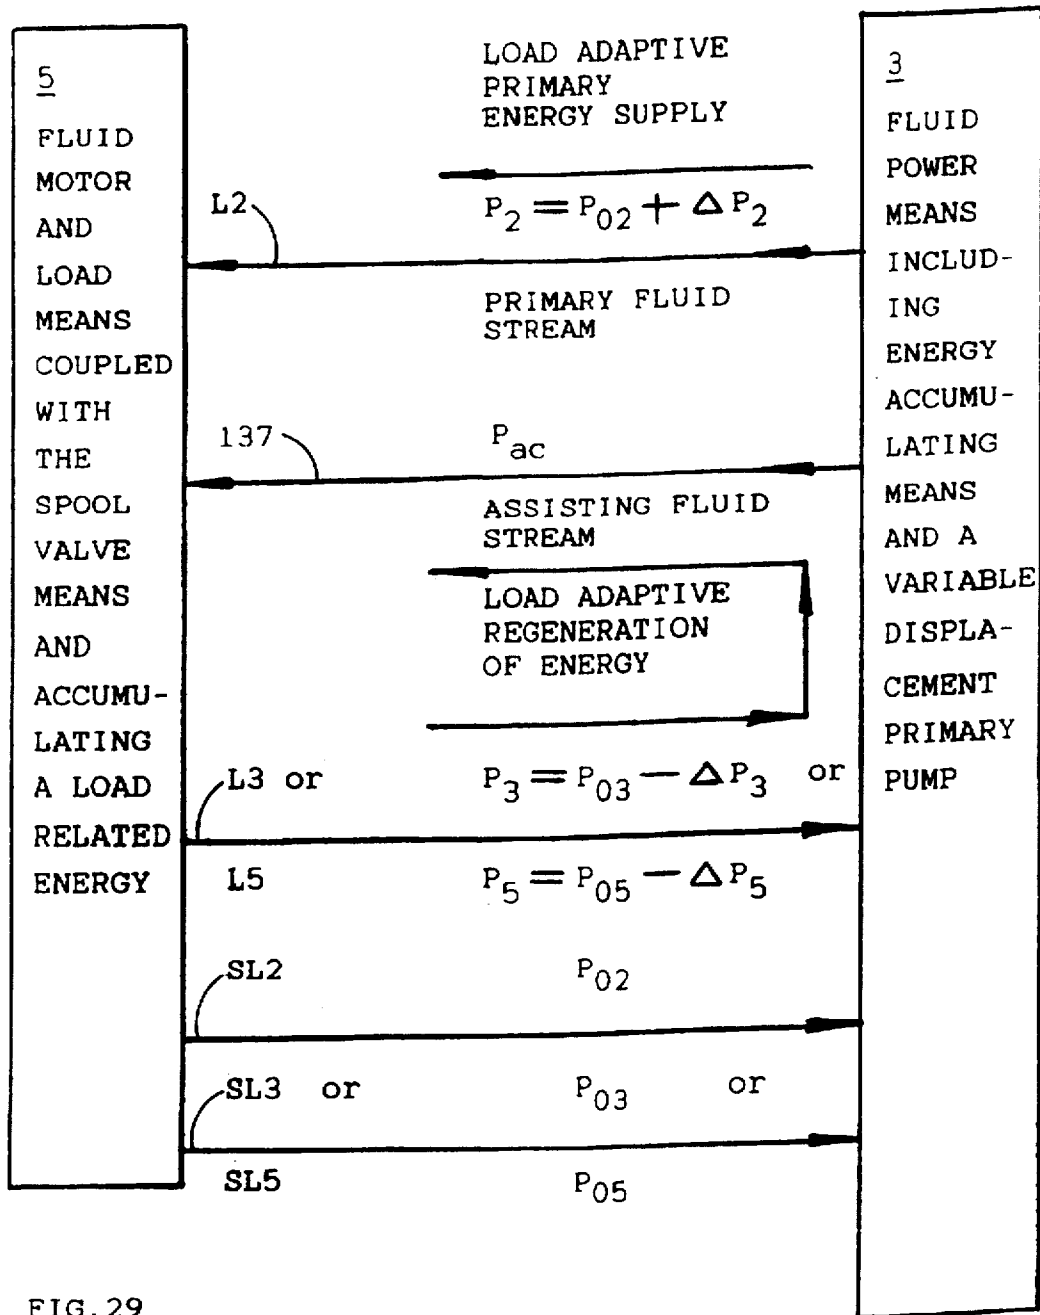 5
FLUID
MOTOR
AND
LOAD
MEANS
COUPLED
WITH
THE
SPOOL
VALVE
MEANS
AND
ACCUMU-
LATING
A LOAD
RELATED
ENERGY
LOAD ADAPTIVE
PRIMARY
ENERGY SUPPLY
L2
P2 = P02 + ΔP2
PRIMARY FLUID
STREAM
137
Pac
ASSISTING FLUID
STREAM
LOAD ADAPTIVE
REGENERATION
OF ENERGY
L3 or
P3 = P03 − ΔP3 or
L5
P5 = P05 − ΔP5
SL2
P02
SL3 or
P03 or
SL5
P05
3
FLUID
POWER
MEANS
INCLUD-
ING
ENERGY
ACCUMU-
LATING
MEANS
AND A
VARIABLE
DISPLA-
CEMENT
PRIMARY
PUMP
FIG.29